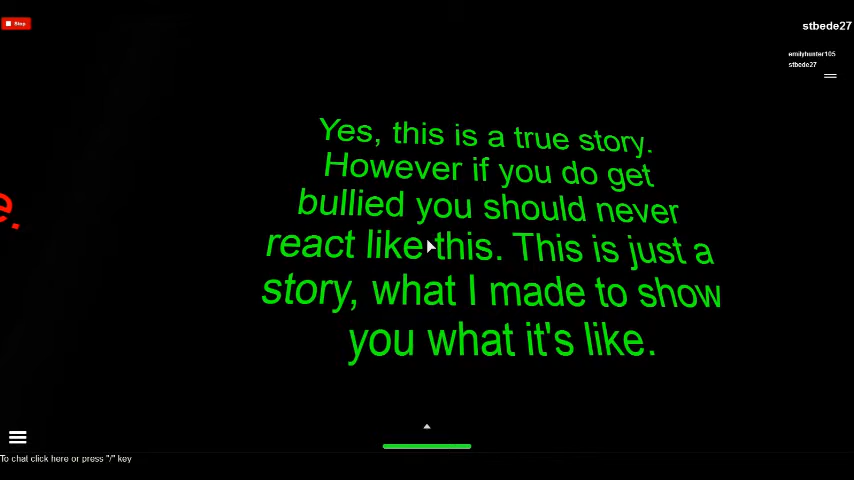 Stop
stbede27
emilyhunter105
stbede27
Yes, this is a true story.
However if you do get
bullied you should never
react like this. This is just a
story, what I made to show
you what it's like.
e.
To chat click here or press "/" key